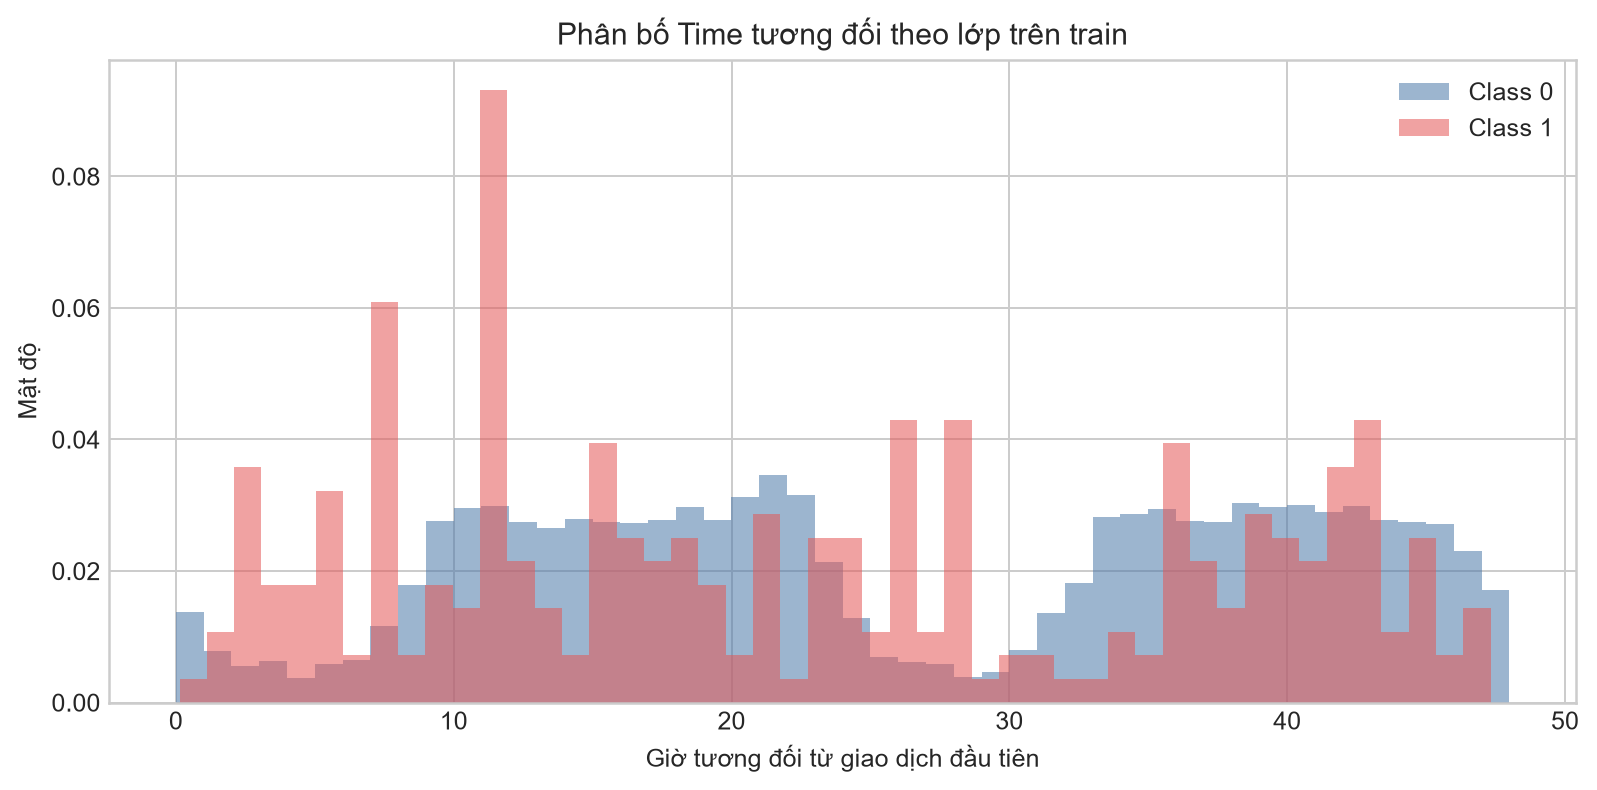 Phân bố Time tương đối theo lớp trên train
Class 0
Class 1
Mật độ
0.08
0.06
0.04
0.02
0.00
0 10 20 30 40 50
Giờ tương đối từ giao dịch đầu tiên